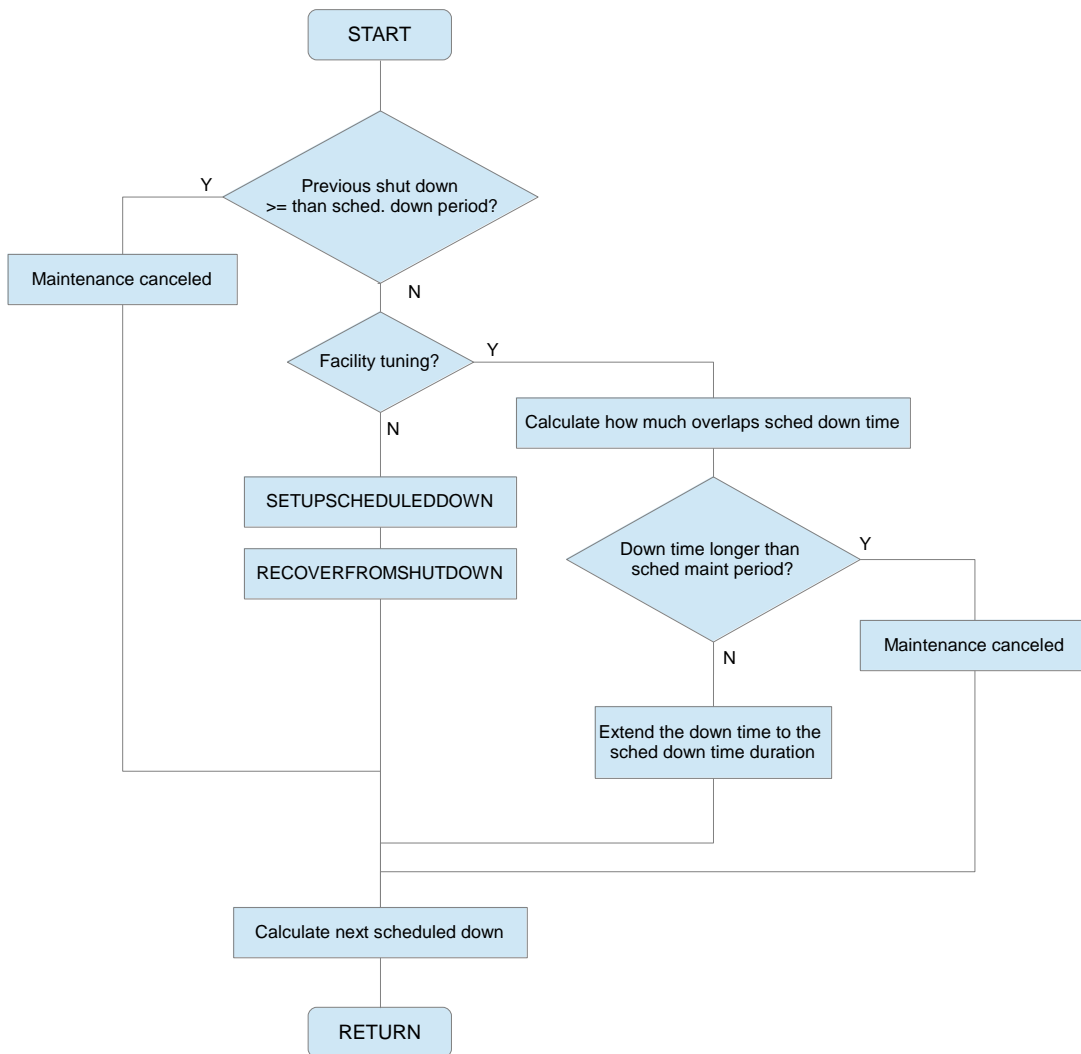 START
Previous shut down
>= than sched. down period?
Y
Maintenance canceled
N
Facility tuning?
Y
Calculate how much overlaps sched down time
N
SETUPSCHEDULEDDOWN
RECOVERFROMSHUTDOWN
Down time longer than
sched maint period?
Y
Maintenance canceled
N
Extend the down time to the
sched down time duration
Calculate next scheduled down
RETURN